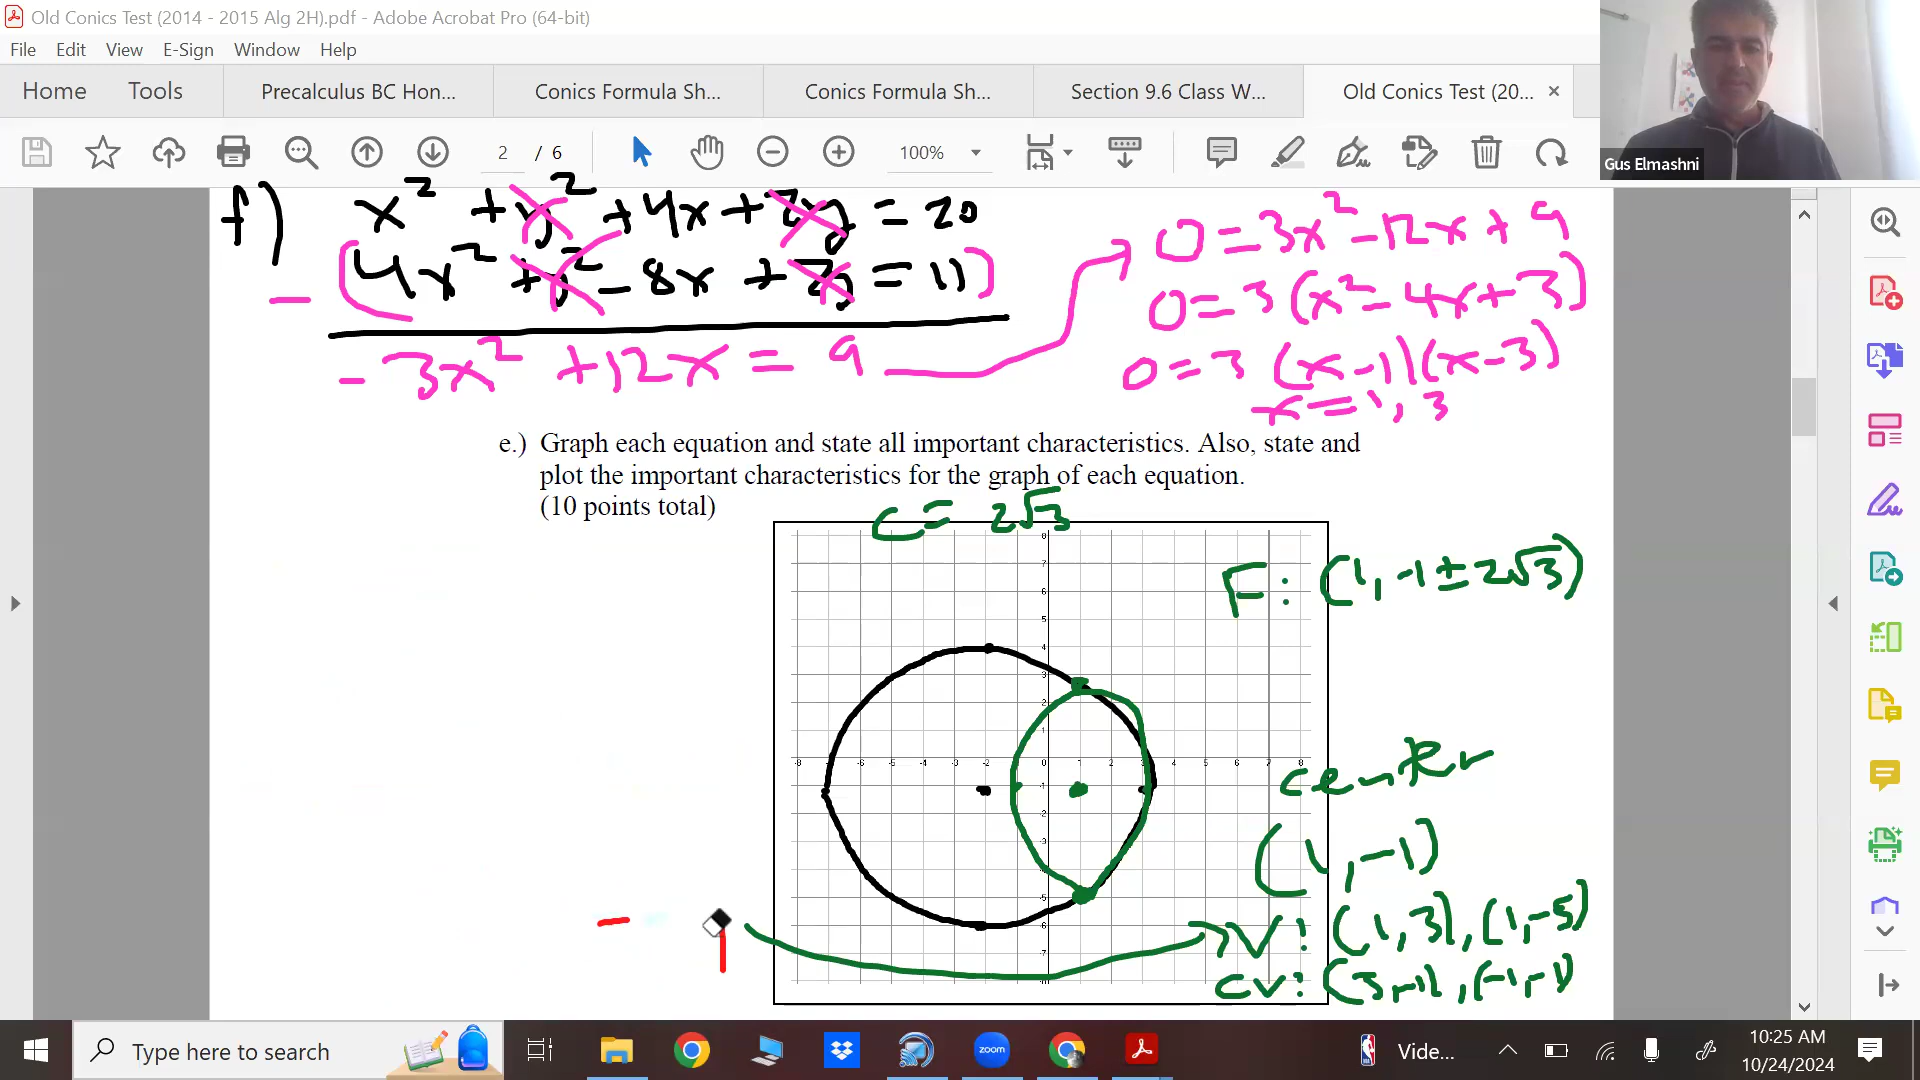 Old Conics Test (2014 - 2015 Alg 2H).pdf - Adobe Acrobat Pro (64-bit)
File Edit View E-Sign Window Help
Home Tools Precalculus BC Hon... Conics Formula Sh... Conics Formula Sh... Section 9.6 Class W... Old Conics Test (20... ×
2 / 6 100%
Gus Elmashni
f) x² + y² + 4x + 2y = 20
- (4x² + y² - 8x + 2y = 11)
- 3x² + 12x = 9
0 = 3x² - 12x + 9
0 = 3(x² - 4x + 3)
0 = 3(x - 1)(x - 3)
x = 1, 3
e.) Graph each equation and state all important characteristics. Also, state and
plot the important characteristics for the graph of each equation.
(10 points total)
c = 2√3
F: (1, -1 ± 2√3)
center
(1, -1)
V: (1, 3), (1, -5)
CV: (3, -1), (-1, -1)
Type here to search
zoom
Vide...
10:25 AM
10/24/2024